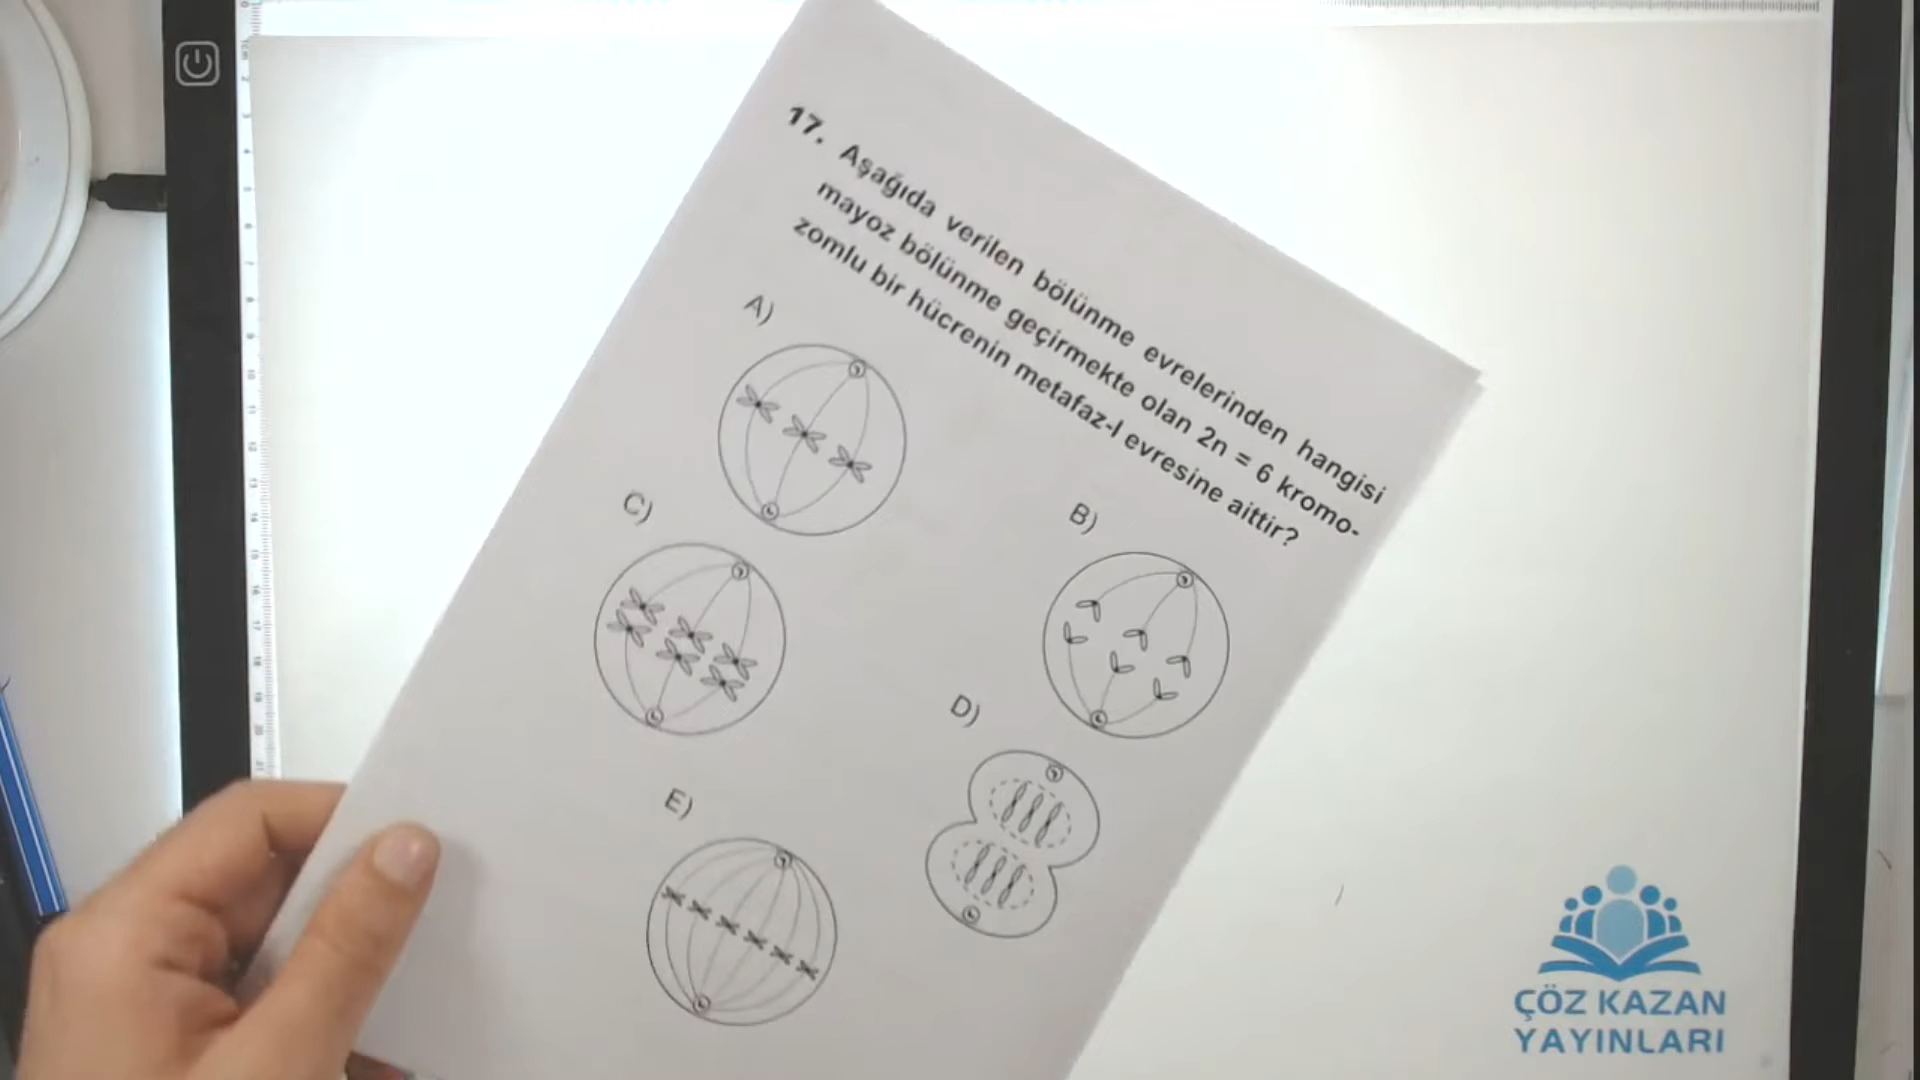 17. Aşağıda verilen bölünme evrelerinden hangisi
mayoz bölünme geçirmekte olan 2n = 6 kromo-
zomlu bir hücrenin metafaz-I evresine aittir?
A)
B)
C)
D)
E)
ÇÖZ KAZAN
YAYINLARI